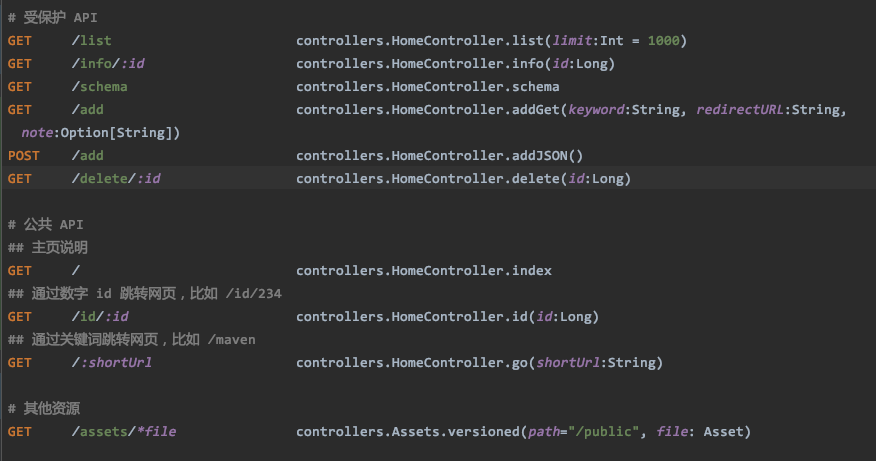 # 受保护 API
GET /list controllers.HomeController.list(limit:Int = 1000)
GET /info/:id controllers.HomeController.info(id:Long)
GET /schema controllers.HomeController.schema
GET /add controllers.HomeController.addGet(keyword:String, redirectURL:String,
note:Option[String])
POST /add controllers.HomeController.addJSON()
GET /delete/:id controllers.HomeController.delete(id:Long)
# 公共 API
## 主页说明
GET / controllers.HomeController.index
## 通过数字 id 跳转网页，比如 /id/234
GET /id/:id controllers.HomeController.id(id:Long)
## 通过关键词跳转网页，比如 /maven
GET /:shortUrl controllers.HomeController.go(shortUrl:String)
# 其他资源
GET /assets/*file controllers.Assets.versioned(path="/public", file: Asset)